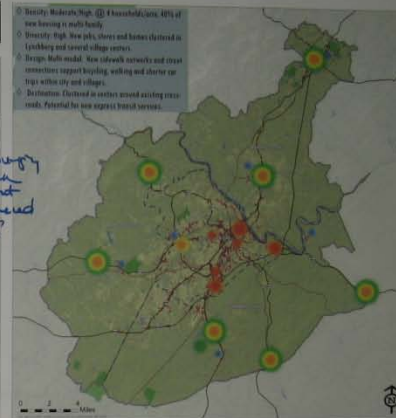 Density: Moderate/High. @ 4 households/acre, 40% of
new housing is multi family
Diversity: High. New jobs, stores and homes clustered in
Lynchburg and several village centers.
Design: Multi-modal. New sidewalk networks and street
connections support bicycling, walking and shorter car
trips within city and villages.
Destination: Clustered in centers around existing cross-
roads. Potential for new express transit services.
0 2 4 Miles
N